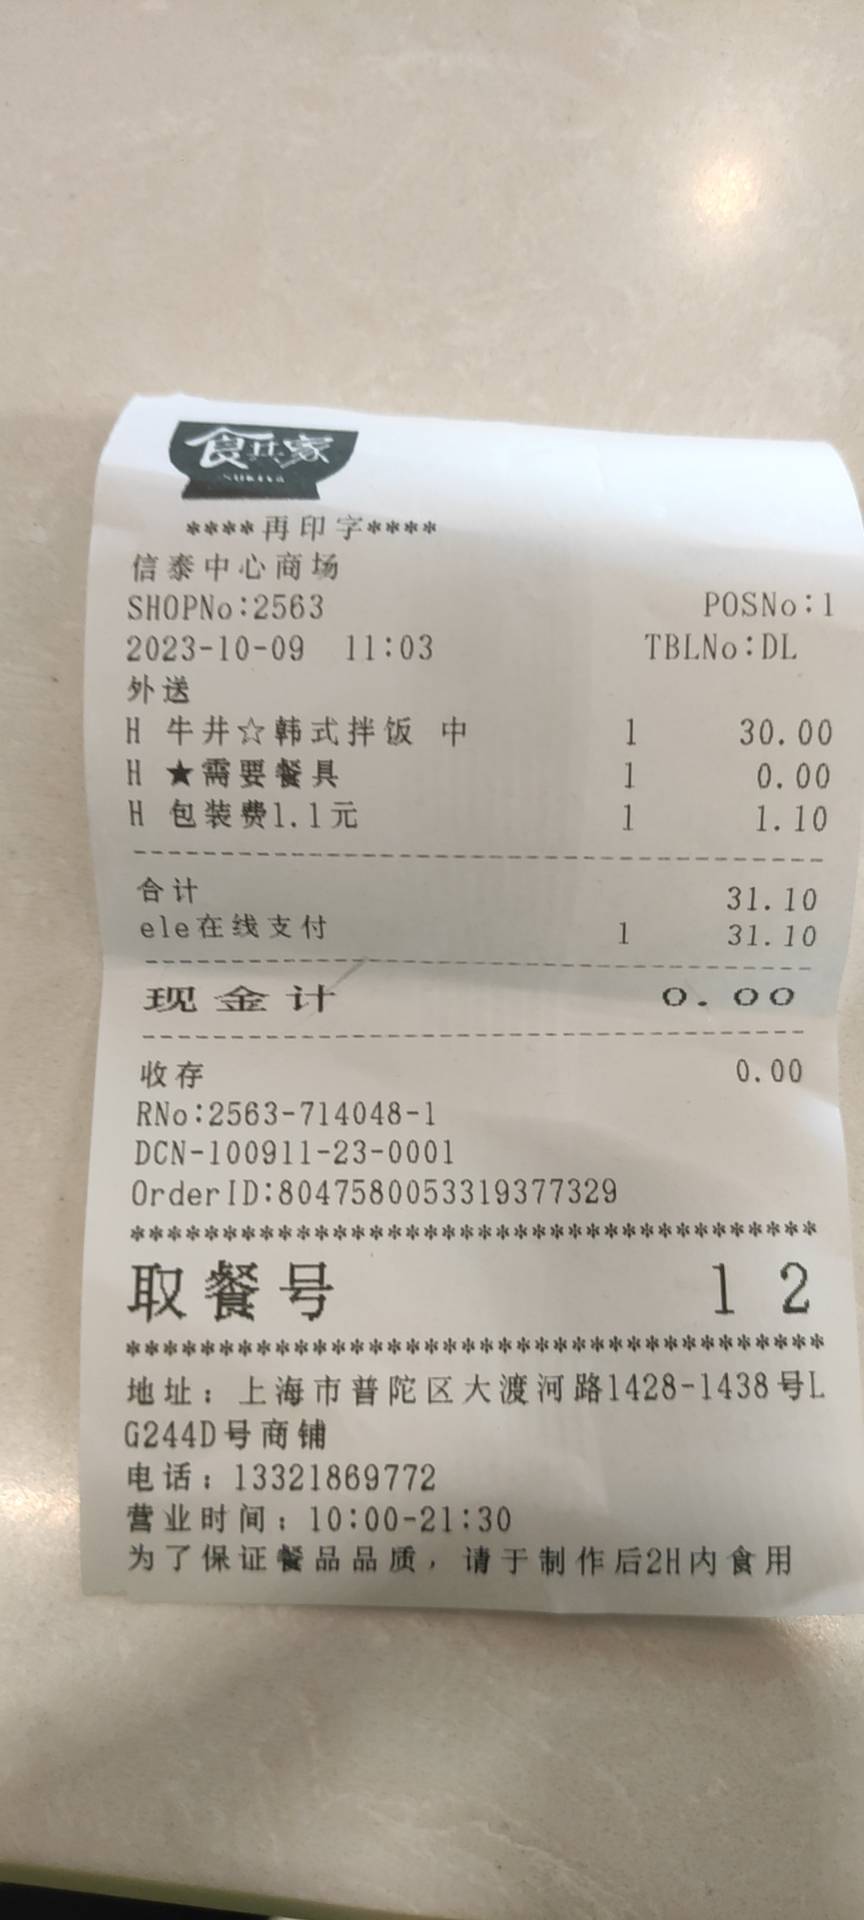 食其家
****再印字****
信泰中心商场
SHOPNo:2563 POSNo:1
2023-10-09 11:03 TBLNo:DL
外送
H 牛丼☆韩式拌饭 中 1 30.00
H ★需要餐具 1 0.00
H 包装费1.1元 1 1.10
合计 31.10
ele在线支付 1 31.10
现金计 0.00
收存 0.00
RNo:2563-714048-1
DCN-100911-23-0001
OrderID:8047580053319377329
****************************************
取餐号 12
****************************************
地址：上海市普陀区大渡河路1428-1438号L
G244D号商铺
电话：13321869772
营业时间：10:00-21:30
为了保证餐品品质，请于制作后2H内食用